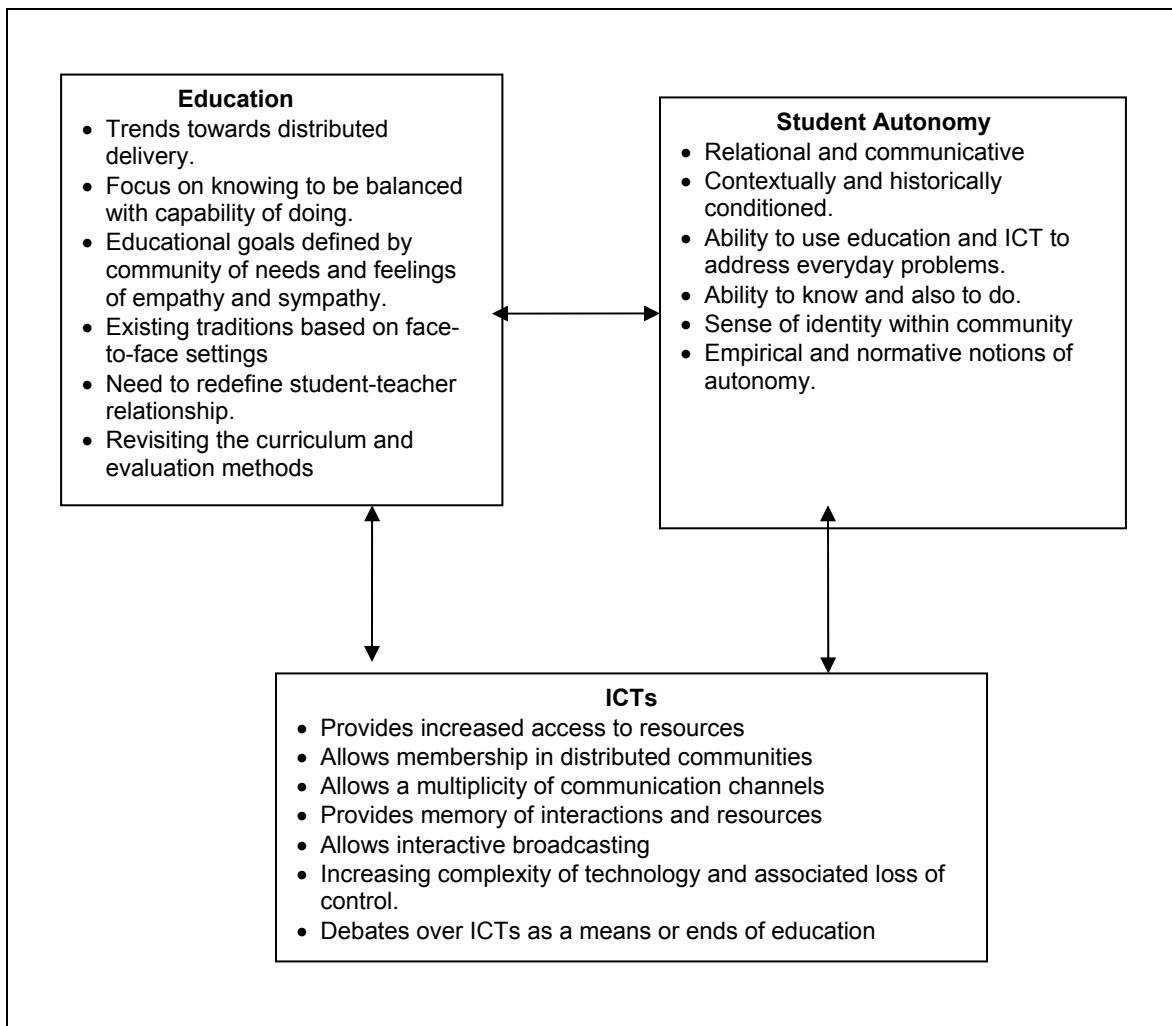 Education
• Trends towards distributed
delivery.
• Focus on knowing to be balanced
with capability of doing.
• Educational goals defined by
community of needs and feelings
of empathy and sympathy.
• Existing traditions based on face-
to-face settings
• Need to redefine student-teacher
relationship.
• Revisiting the curriculum and
evaluation methods
Student Autonomy
• Relational and communicative
• Contextually and historically
conditioned.
• Ability to use education and ICT to
address everyday problems.
• Ability to know and also to do.
• Sense of identity within community
• Empirical and normative notions of
autonomy.
ICTs
• Provides increased access to resources
• Allows membership in distributed communities
• Allows a multiplicity of communication channels
• Provides memory of interactions and resources
• Allows interactive broadcasting
• Increasing complexity of technology and associated loss of
control.
• Debates over ICTs as a means or ends of education